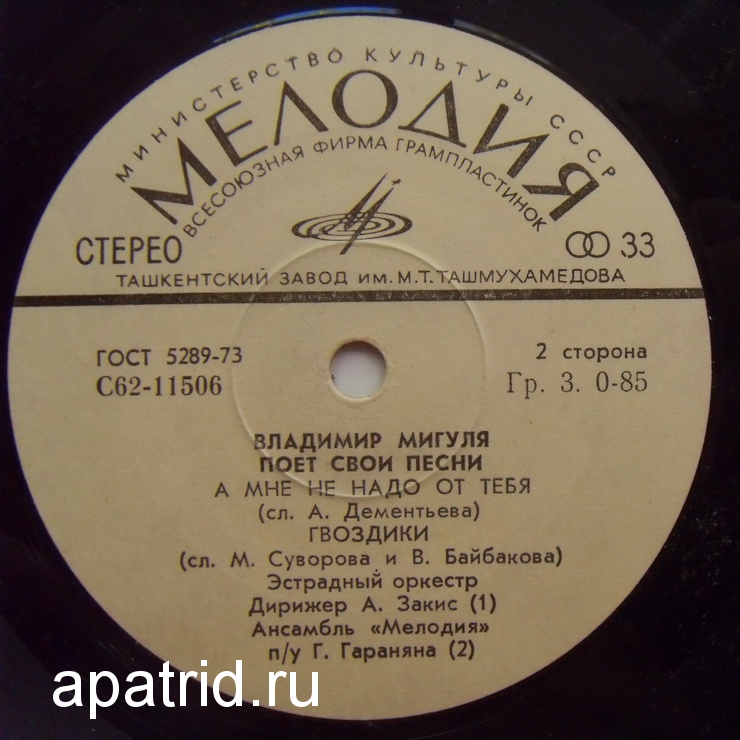 МИНИСТЕРСТВО КУЛЬТУРЫ СССР
МЕЛОДИЯ
ВСЕСОЮЗНАЯ ФИРМА ГРАМПЛАСТИНОК
СТЕРЕО 33
ТАШКЕНТСКИЙ ЗАВОД ИМ. М.Т. ТАШМУХАМЕДОВА
ГОСТ 5289-73 2 сторона
С62-11506 Гр. 3. 0-85
ВЛАДИМИР МИГУЛЯ
ПОЕТ СВОИ ПЕСНИ
А МНЕ НЕ НАДО ОТ ТЕБЯ
(сл. А. Дементьева)
ГВОЗДИКИ
(сл. М. Суворова и В. Байбакова)
Эстрадный оркестр
Дирижер А. Закис (1)
Ансамбль «Мелодия»
п/у Г. Гараняна (2)
apatrid.ru